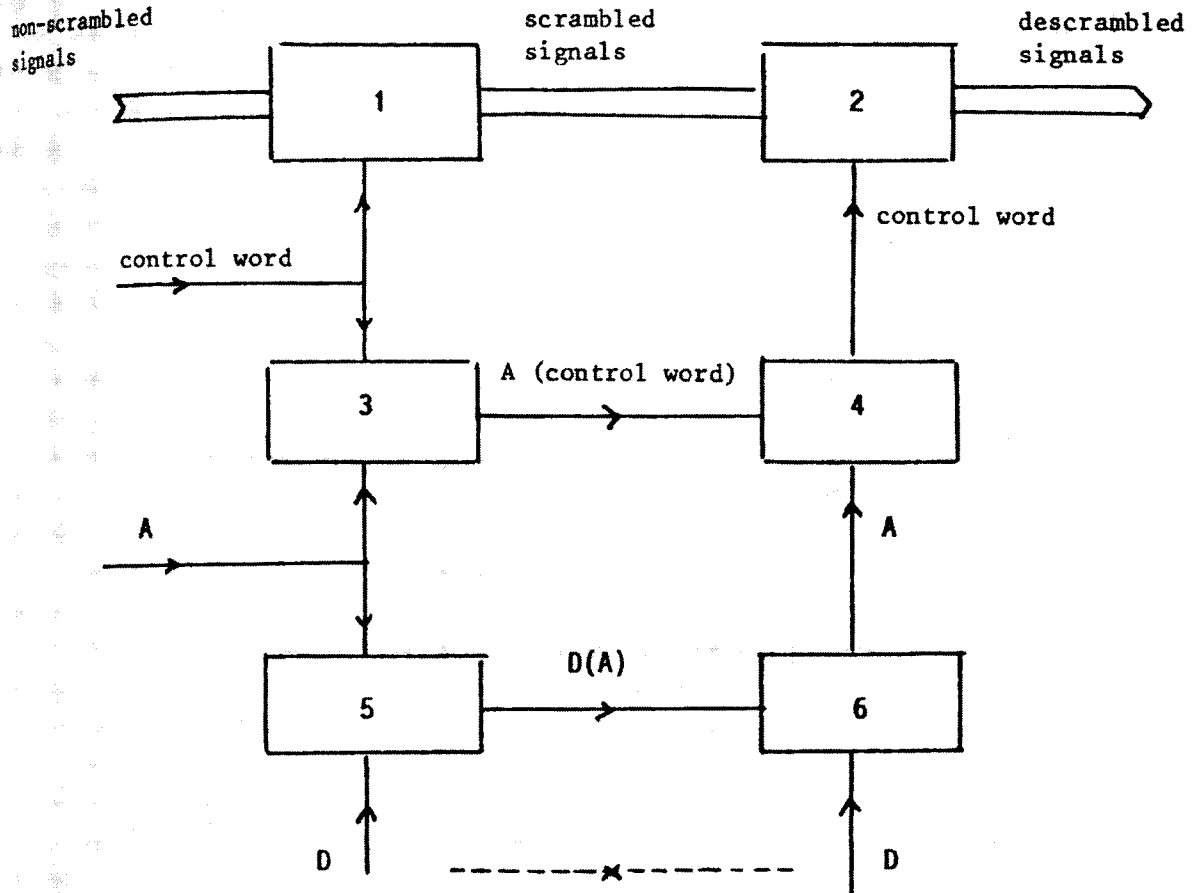 non-scrambled
signals
scrambled
signals
descrambled
signals
1
2
control word
control word
3
A (control word)
4
A
A
5
D(A)
6
D
D